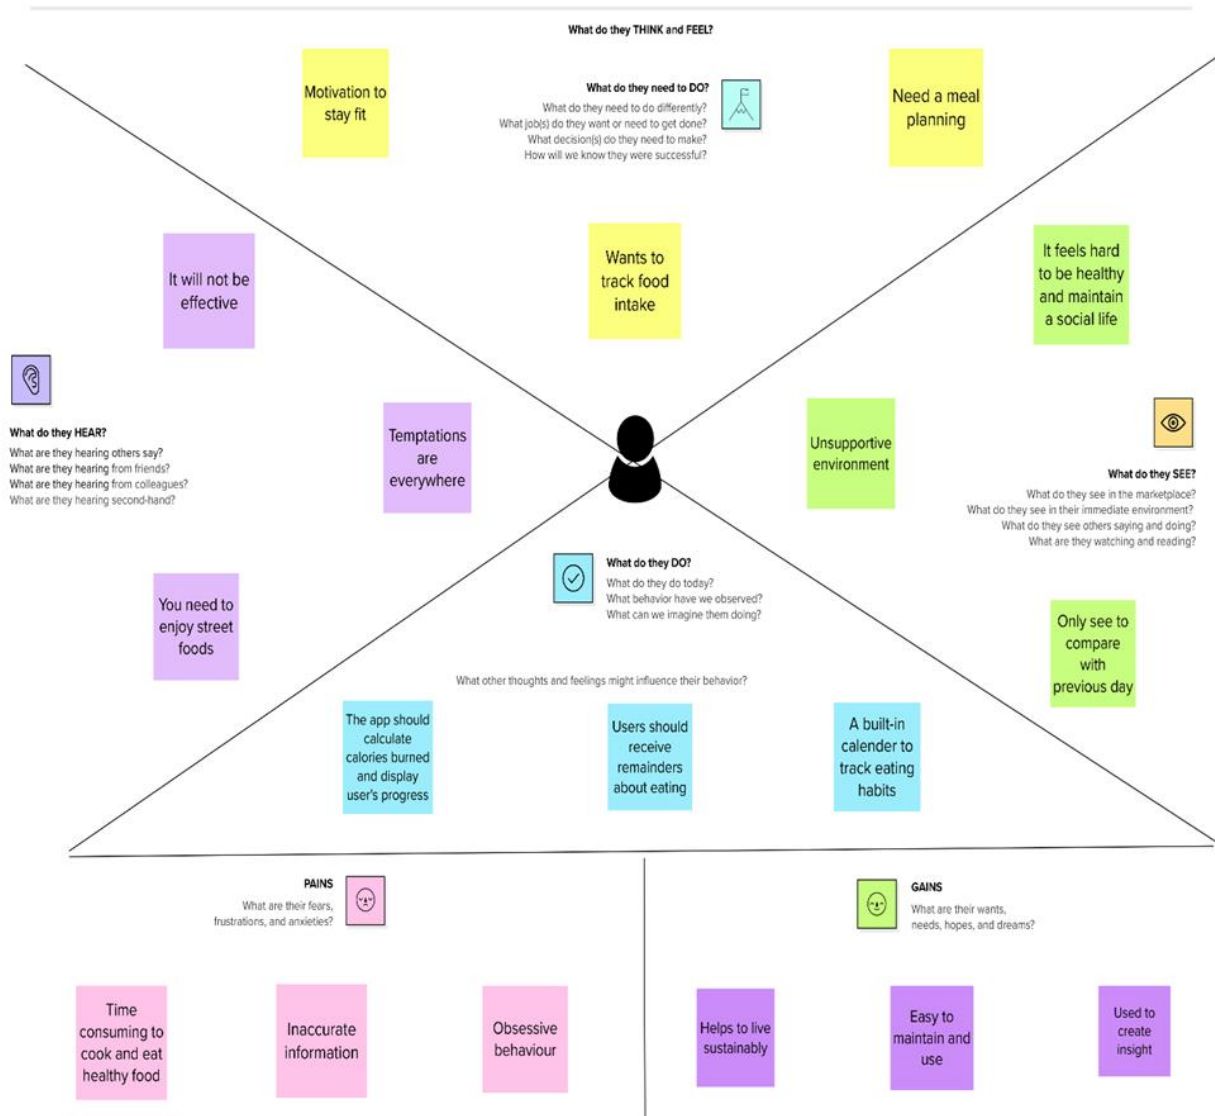 What do they THINK and FEEL?
Motivation to
stay fit
What do they need to DO?
What do they need to do differently?
What job(s) do they want or need to get done?
What decision(s) do they need to make?
How will we know they were successful?
Need a meal
planning
Wants to
track food
intake
It will not be
effective
What do they HEAR?
What are they hearing others say?
What are they hearing from friends?
What are they hearing from colleagues?
What are they hearing second-hand?
Temptations
are
everywhere
You need to
enjoy street
foods
It feels hard
to be healthy
and maintain
a social life
Unsupportive
environment
What do they SEE?
What do they see in the marketplace?
What do they see in their immediate environment?
What do they see others saying and doing?
What are they watching and reading?
Only see to
compare
with
previous day
What do they DO?
What do they do today?
What behavior have we observed?
What can we imagine them doing?
What other thoughts and feelings might influence their behavior?
The app should
calculate
calories burned
and display
user's progress
Users should
receive
remainders
about eating
A built-in
calender to
track eating
habits
PAINS
What are their fears,
frustrations, and anxieties?
Time
consuming to
cook and eat
healthy food
Inaccurate
information
Obsessive
behaviour
GAINS
What are their wants,
needs, hopes, and dreams?
Helps to live
sustainably
Easy to
maintain and
use
Used to
create
insight